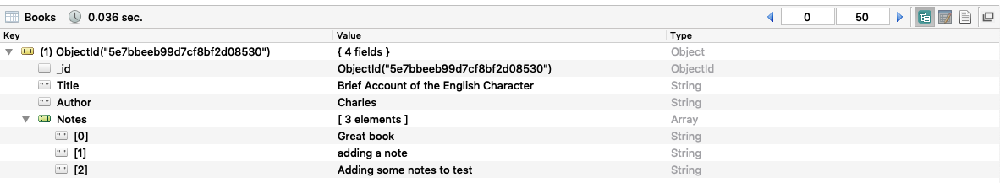 Books 0.036 sec. 0 50
Key Value Type
(1) ObjectId("5e7bbeeb99d7cf8bf2d08530") { 4 fields } Object
_id ObjectId("5e7bbeeb99d7cf8bf2d08530") ObjectId
Title Brief Account of the English Character String
Author Charles String
Notes [ 3 elements ] Array
[0] Great book String
[1] adding a note String
[2] Adding some notes to test String